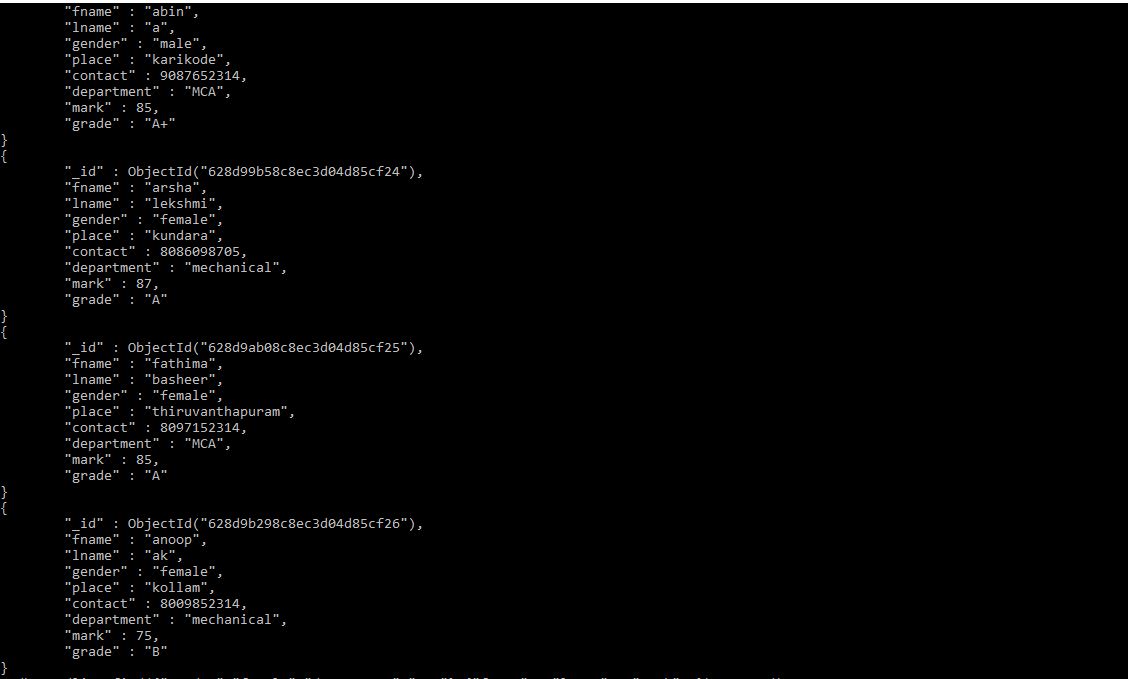 "fname" : "abin",
"lname" : "a",
"gender" : "male",
"place" : "karikode",
"contact" : 9087652314,
"department" : "MCA",
"mark" : 85,
"grade" : "A+"
}
{
"_id" : ObjectId("628d99b58c8ec3d04d85cf24"),
"fname" : "arsha",
"lname" : "lekshmi",
"gender" : "female",
"place" : "kundara",
"contact" : 8086098705,
"department" : "mechanical",
"mark" : 87,
"grade" : "A"
}
{
"_id" : ObjectId("628d9ab08c8ec3d04d85cf25"),
"fname" : "fathima",
"lname" : "basheer",
"gender" : "female",
"place" : "thiruvanthapuram",
"contact" : 8097152314,
"department" : "MCA",
"mark" : 85,
"grade" : "A"
}
{
"_id" : ObjectId("628d9b298c8ec3d04d85cf26"),
"fname" : "anoop",
"lname" : "ak",
"gender" : "female",
"place" : "kollam",
"contact" : 8009852314,
"department" : "mechanical",
"mark" : 75,
"grade" : "B"
}